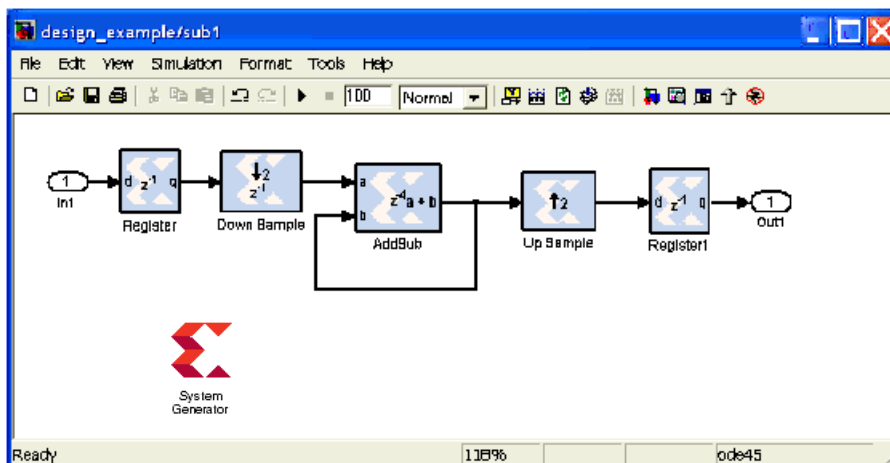 design_example/sub1
File Edit View Simulation Format Tools Help
100 Normal
1 d z⁻¹ q ↓2 z⁻¹ a b z⁻⁴a + b ↑2 d z⁻¹ q 1
In1 Register Down Sample AddSub Up Sample Register1 Out1
System
Generator
Ready 118% ode45